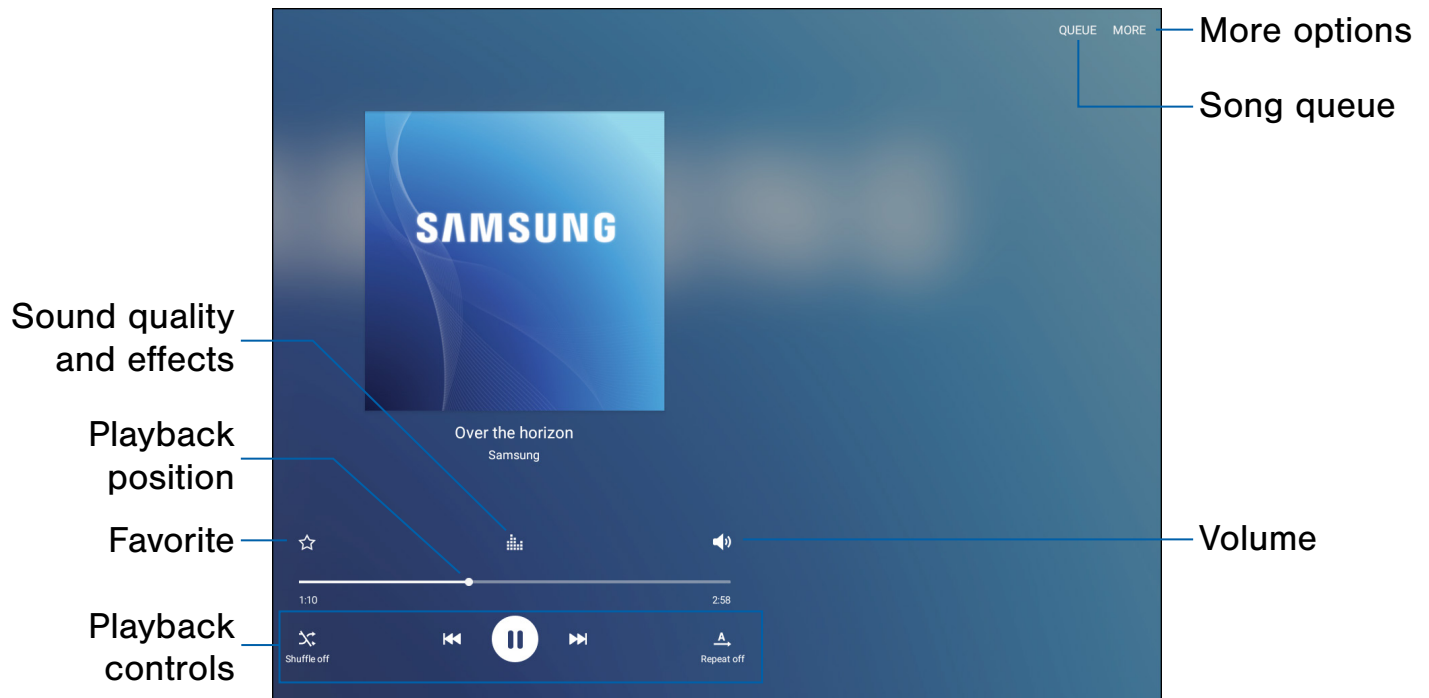 QUEUE MORE
More options
Song queue
SAMSUNG
Sound quality
and effects
Over the horizon
Samsung
Playback
position
Favorite
Volume
1:10
2:58
Playback
controls
Shuffle off
A
Repeat off